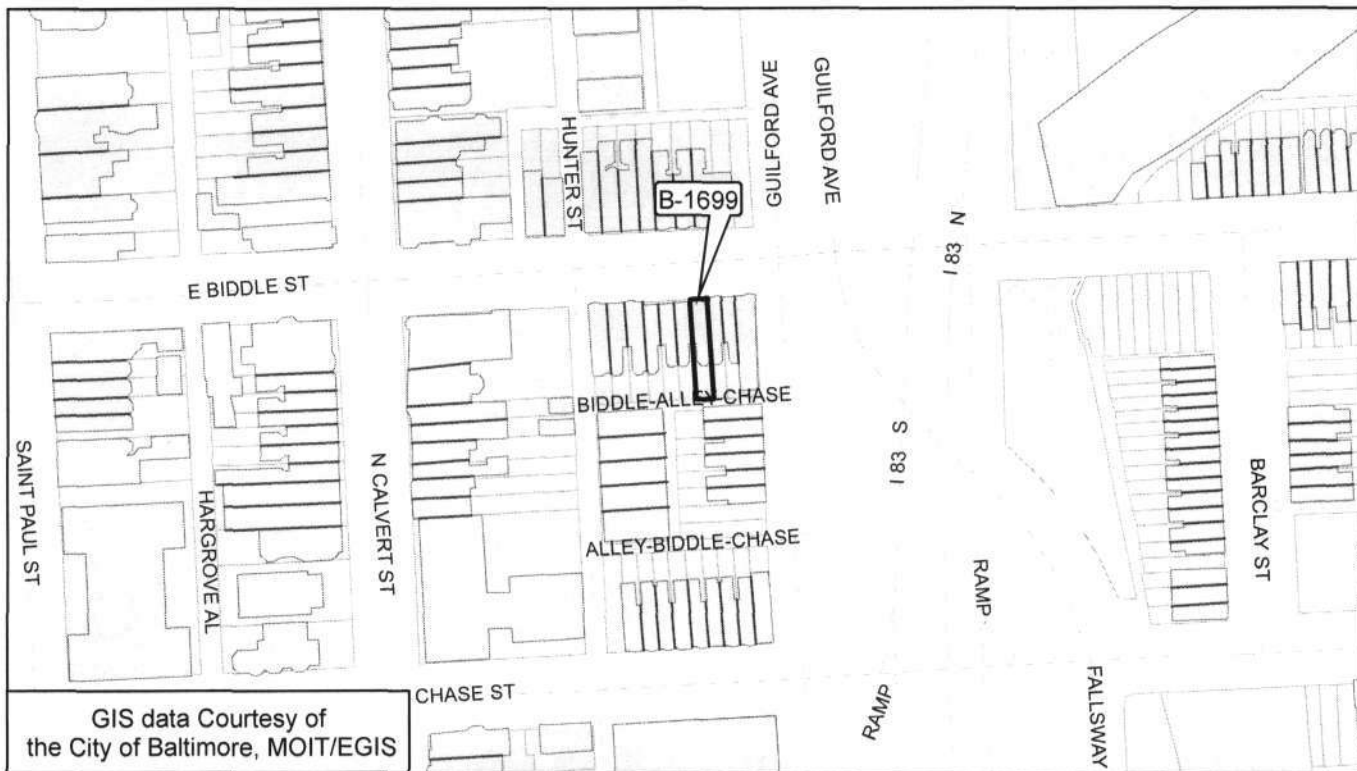 GUILFORD AVE
GUILFORD AVE
HUNTER ST
B-1699
I 83 N
E BIDDLE ST
BIDDLE-ALLEY-CHASE
SAINT PAUL ST
HARGROVE AL
N CALVERT ST
I 83 S
BARCLAY ST
ALLEY-BIDDLE-CHASE
RAMP
CHASE ST
RAMP
FALLSWAY
GIS data Courtesy of
the City of Baltimore, MOIT/EGIS